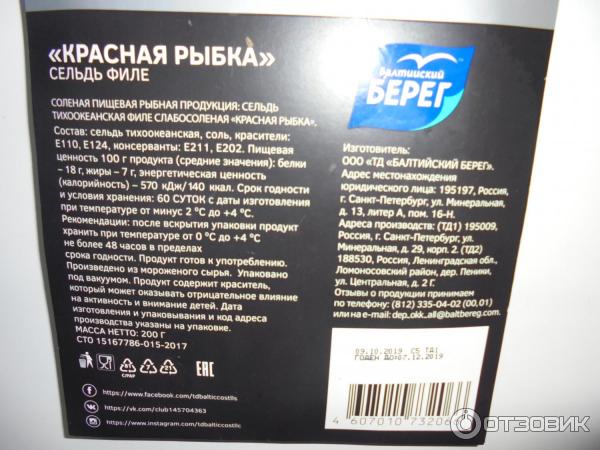 «КРАСНАЯ РЫБКА»
СЕЛЬДЬ ФИЛЕ
СОЛЕНАЯ ПИЩЕВАЯ РЫБНАЯ ПРОДУКЦИЯ: СЕЛЬДЬ
ТИХООКЕАНСКАЯ ФИЛЕ СЛАБОСОЛЕНАЯ «КРАСНАЯ РЫБКА».
Состав: сельдь тихоокеанская, соль, красители:
Е110, Е124, консерванты: Е211, Е202. Пищевая
ценность 100 г продукта (средние значения): белки
– 18 г, жиры – 7 г, энергетическая ценность
(калорийность) – 570 кДж/140 ккал. Срок годности
и условия хранения: 60 СУТОК с даты изготовления
при температуре от минус 2 °С до +4 °С.
Рекомендации: после вскрытия упаковки продукт
хранить при температуре от 0 °С до +4 °С
не более 48 часов в пределах
срока годности. Продукт готов к употреблению.
Произведено из мороженого сырья. Упаковано
под вакуумом. Продукт содержит краситель,
который может оказывать отрицательное влияние
на активность и внимание детей. Дата
изготовления и упаковывания и код адреса
производства указаны на упаковке.
МАССА НЕТТО: 200 Г
СТО 15167786-015-2017
C/PAP
EAC
https://www.facebook.com/tdbalticcostlls
https://vk.com/club145704363
https://www.instagram.com/tdbalticcostllc
Балтийский
БЕРЕГ
Изготовитель:
ООО «ТД «БАЛТИЙСКИЙ БЕРЕГ».
Адрес местонахождения
юридического лица: 195197, Россия,
г. Санкт-Петербург, ул. Минеральная,
д. 13, литер А, пом. 16-Н.
Адреса производств: (ТД1) 195009,
Россия, г. Санкт-Петербург, ул.
Минеральная, д. 29, корп. 2. (ТД2)
188530, Россия, Ленинградская обл.,
Ломоносовский район, дер. Пеники,
ул. Центральная, д. 2 Г.
Отзывы о продукции принимаем
по телефону: (812) 335-04-02 (00,01)
или на e-mail: dep_okk_all@baltbereg.com
09.10.2019 С5 ТД1
ГОДЕН ДО:07.12.2019
4 607010 73206
ОТЗОВИК